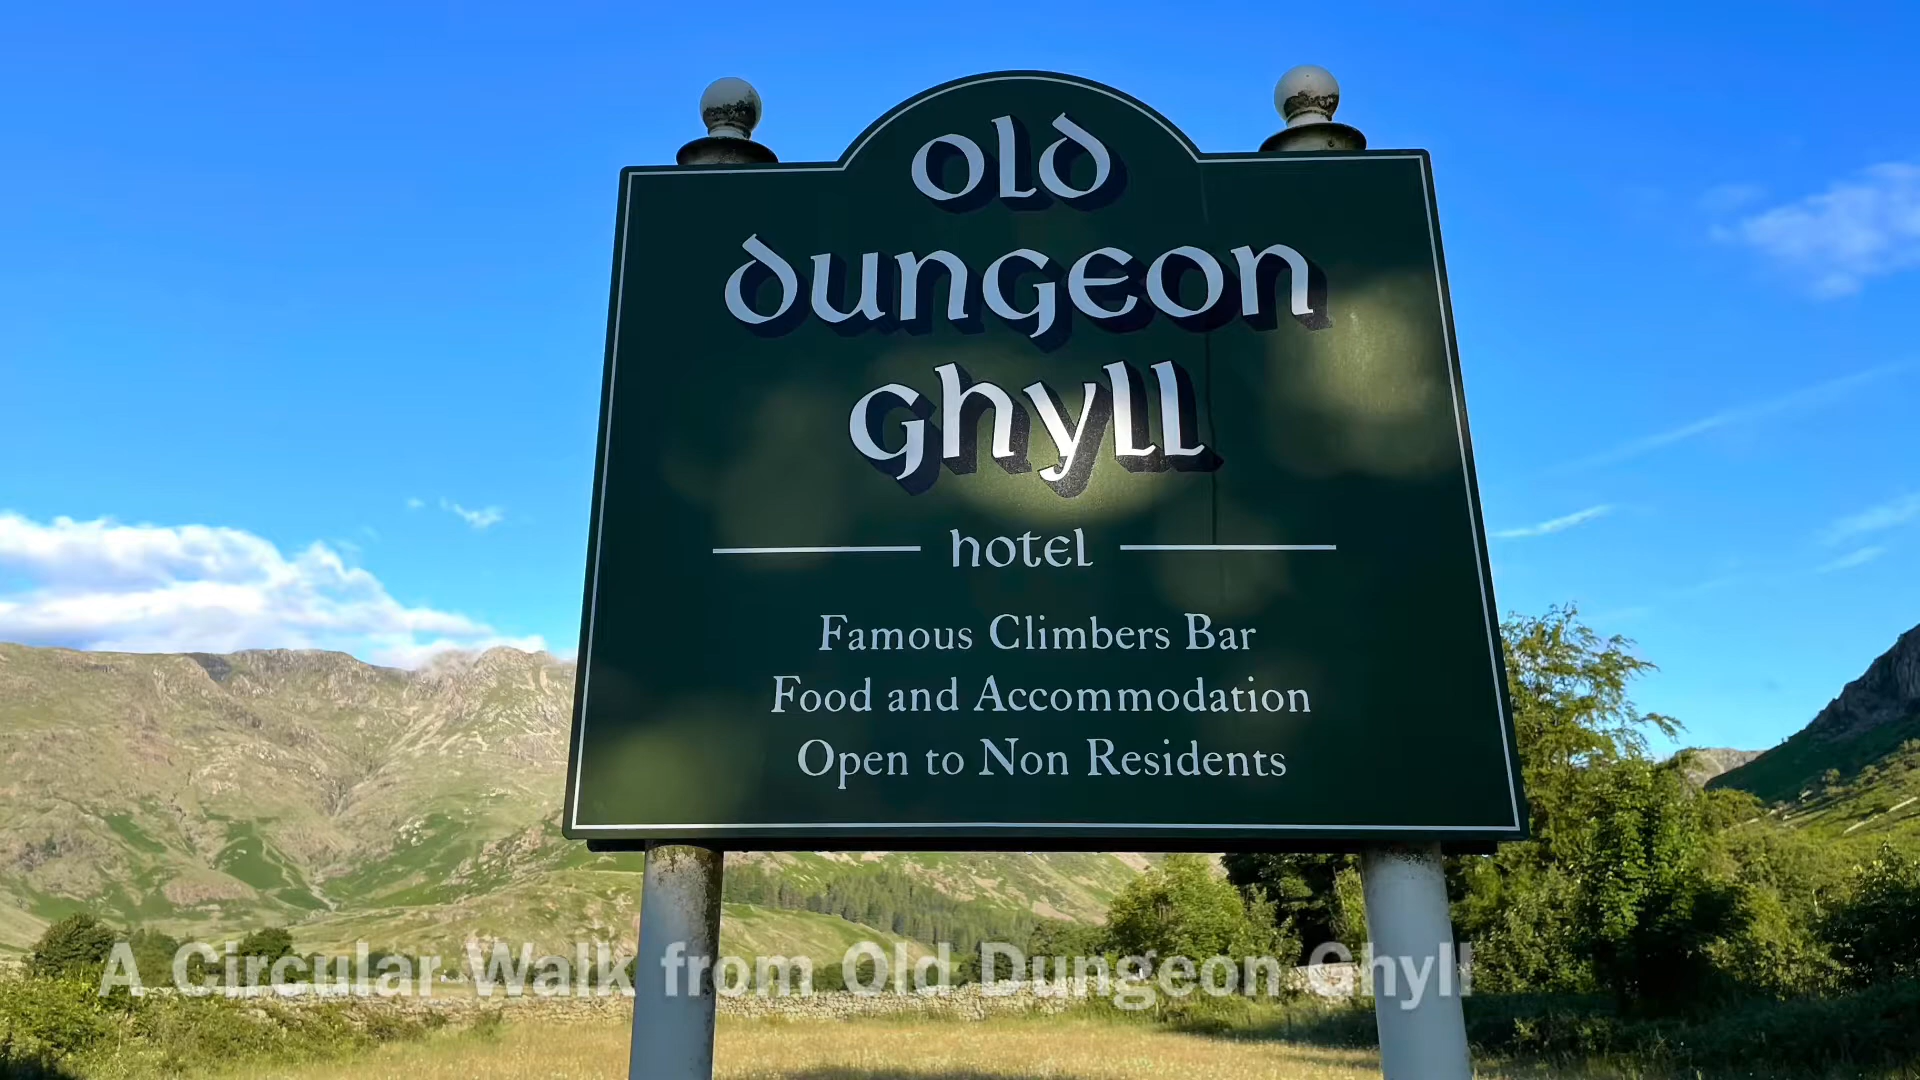 Old
Dungeon
Ghyll
hotel
Famous Climbers Bar
Food and Accommodation
Open to Non Residents
A Circular Walk from Old Dungeon Ghyll